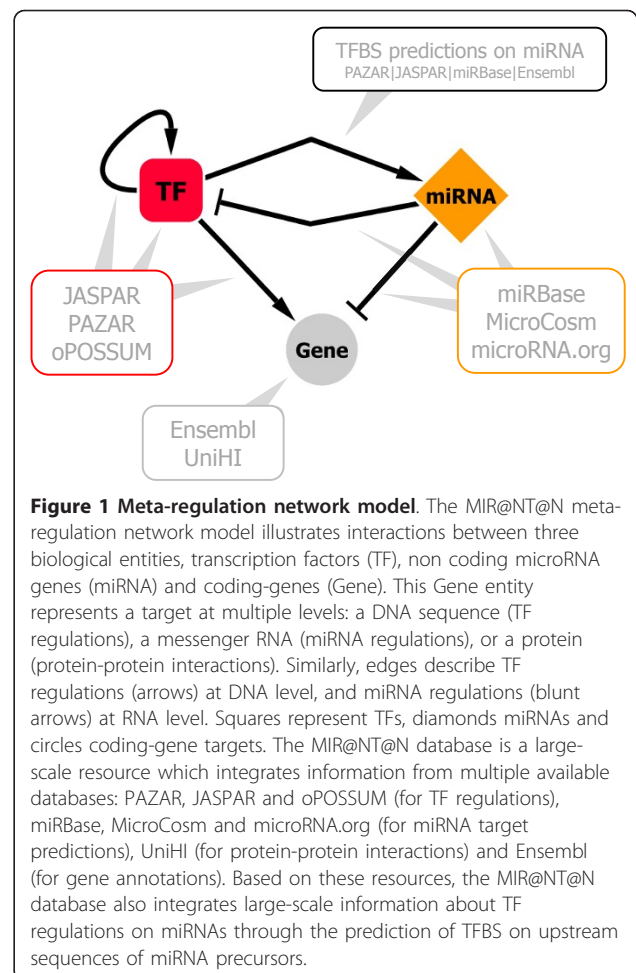 TFBS predictions on miRNA
PAZAR|JASPAR|miRBase|Ensembl
TF
miRNA
JASPAR
PAZAR
oPOSSUM
miRBase
MicroCosm
microRNA.org
Gene
Ensembl
UniHI
Figure 1 Meta-regulation network model. The MIR@NT@N meta-
regulation network model illustrates interactions between three
biological entities, transcription factors (TF), non coding microRNA
genes (miRNA) and coding-genes (Gene). This Gene entity
represents a target at multiple levels: a DNA sequence (TF
regulations), a messenger RNA (miRNA regulations), or a protein
(protein-protein interactions). Similarly, edges describe TF
regulations (arrows) at DNA level, and miRNA regulations (blunt
arrows) at RNA level. Squares represent TFs, diamonds miRNAs and
circles coding-gene targets. The MIR@NT@N database is a large-
scale resource which integrates information from multiple available
databases: PAZAR, JASPAR and oPOSSUM (for TF regulations),
miRBase, MicroCosm and microRNA.org (for miRNA target
predictions), UniHI (for protein-protein interactions) and Ensembl
(for gene annotations). Based on these resources, the MIR@NT@N
database also integrates large-scale information about TF
regulations on miRNAs through the prediction of TFBS on upstream
sequences of miRNA precursors.